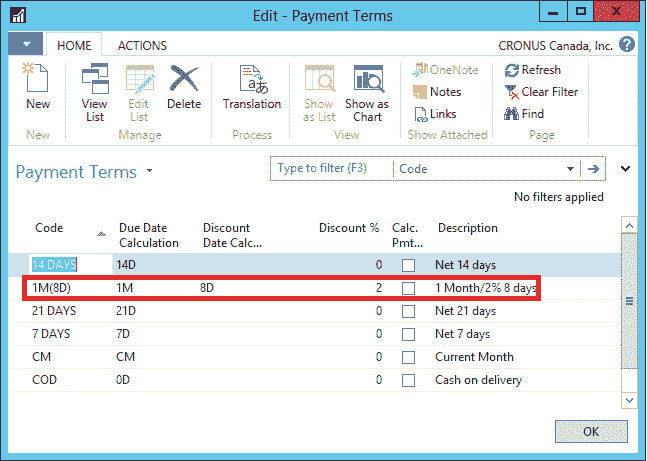 Edit - Payment Terms
HOME ACTIONS CRONUS Canada, Inc. ?
New View List Edit List Delete Translation Show as List Show as Chart OneNote Notes Links Refresh Clear Filter Find
New Manage Process View Show Attached Page
Payment Terms Type to filter (F3) Code
No filters applied
Code Due Date Calculation Discount Date Calc... Discount % Calc. Pmt... Description
14 DAYS 14D 0 Net 14 days
1M(8D) 1M 8D 2 1 Month/2% 8 days
21 DAYS 21D 0 Net 21 days
7 DAYS 7D 0 Net 7 days
CM CM 0 Current Month
COD 0D 0 Cash on delivery
OK